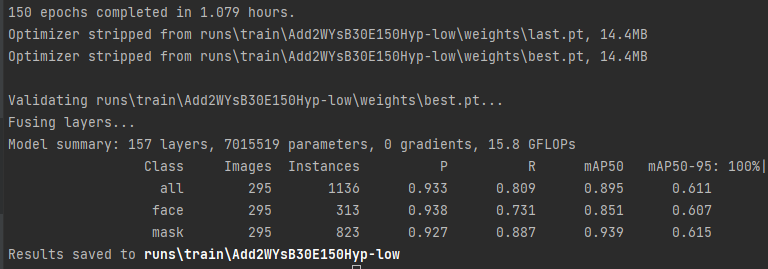 150 epochs completed in 1.079 hours.
Optimizer stripped from runs\train\Add2WYsB30E150Hyp-low\weights\last.pt, 14.4MB
Optimizer stripped from runs\train\Add2WYsB30E150Hyp-low\weights\best.pt, 14.4MB
Validating runs\train\Add2WYsB30E150Hyp-low\weights\best.pt...
Fusing layers...
Model summary: 157 layers, 7015519 parameters, 0 gradients, 15.8 GFLOPs
Class Images Instances P R mAP50 mAP50-95: 100%|
all 295 1136 0.933 0.809 0.895 0.611
face 295 313 0.938 0.731 0.851 0.607
mask 295 823 0.927 0.887 0.939 0.615
Results saved to runs\train\Add2WYsB30E150Hyp-low